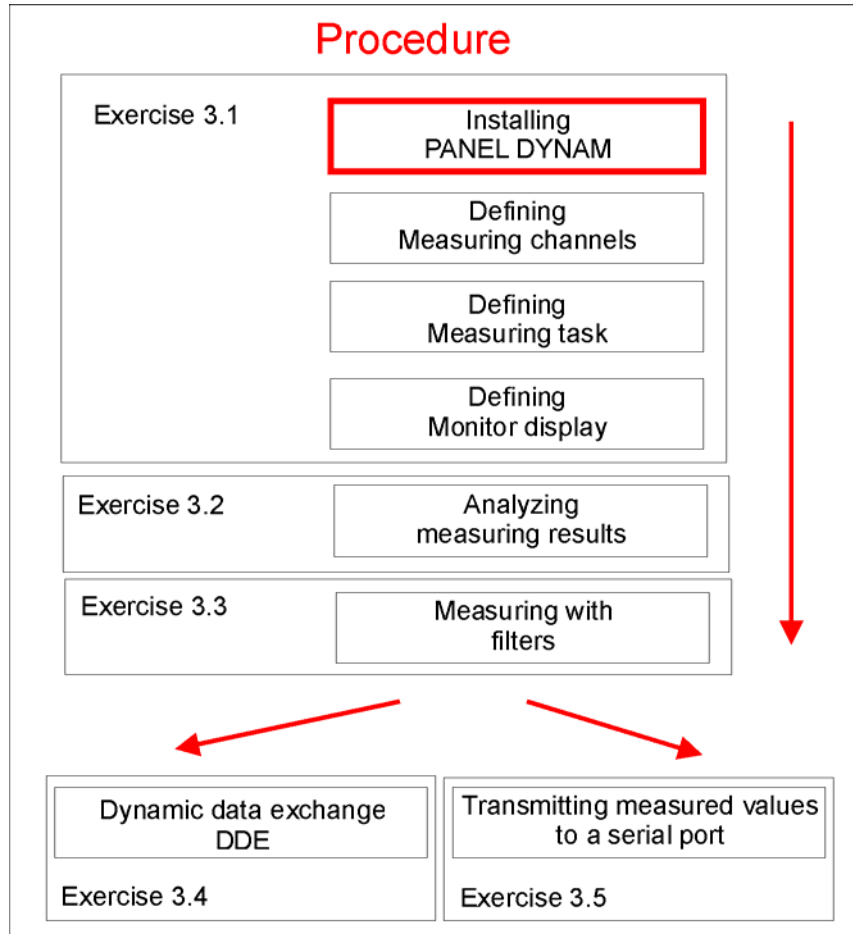 Procedure
Exercise 3.1
Installing
PANEL DYNAM
Defining
Measuring channels
Defining
Measuring task
Defining
Monitor display
Exercise 3.2
Analyzing
measuring results
Exercise 3.3
Measuring with
filters
Dynamic data exchange
DDE
Exercise 3.4
Transmitting measured values
to a serial port
Exercise 3.5